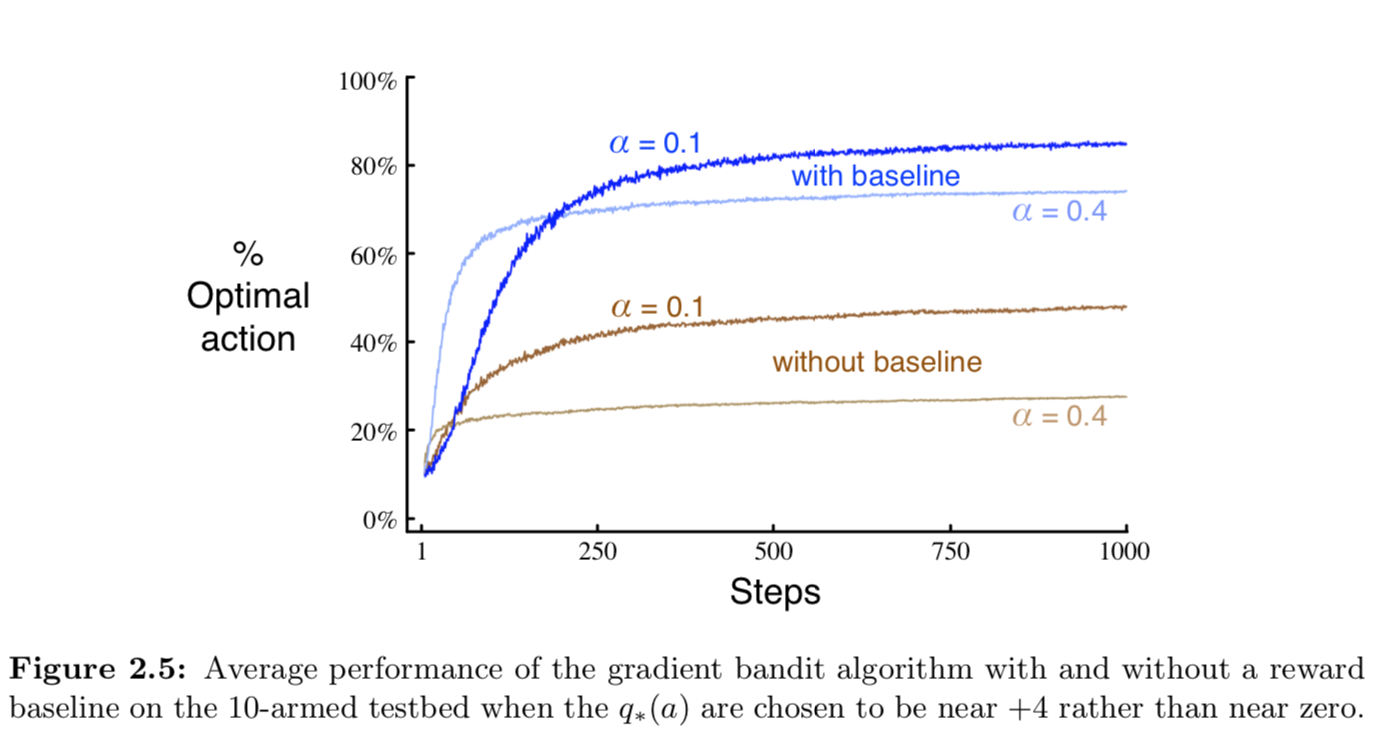 100%
80%
60%
40%
20%
0%
%
Optimal
action
α = 0.1
with baseline
α = 0.4
α = 0.1
without baseline
α = 0.4
1 250 500 750 1000
Steps
Figure 2.5: Average performance of the gradient bandit algorithm with and without a reward
baseline on the 10-armed testbed when the q∗(a) are chosen to be near +4 rather than near zero.